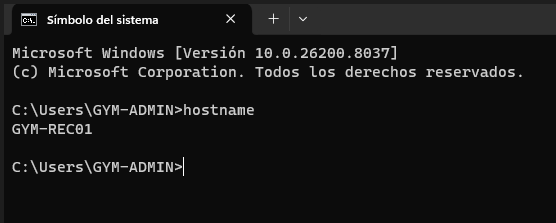 Símbolo del sistema
Microsoft Windows [Versión 10.0.26200.8037]
(c) Microsoft Corporation. Todos los derechos reservados.
C:\Users\GYM-ADMIN>hostname
GYM-REC01
C:\Users\GYM-ADMIN>